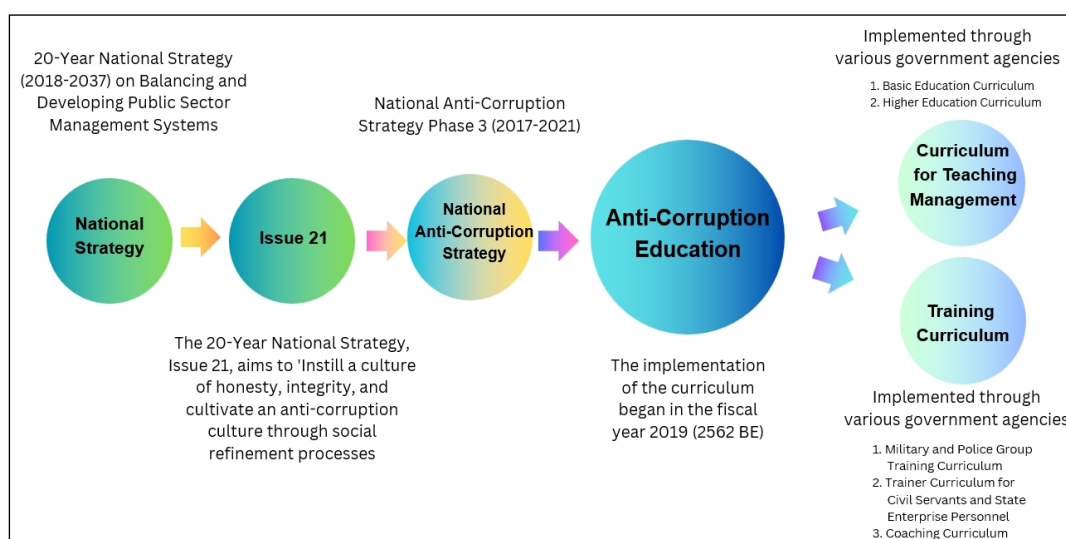 20-Year National Strategy
(2018-2037) on Balancing and
Developing Public Sector
Management Systems
National
Strategy
Issue 21
The 20-Year National Strategy,
Issue 21, aims to 'Instill a culture
of honesty, integrity, and
cultivate an anti-corruption
culture through social
refinement processes
National Anti-Corruption
Strategy Phase 3 (2017-2021)
National
Anti-Corruption
Strategy
Anti-Corruption
Education
The implementation
of the curriculum
began in the fiscal
year 2019 (2562 BE)
Implemented through
various government agencies
1. Basic Education Curriculum
2. Higher Education Curriculum
Curriculum
for Teaching
Management
Training
Curriculum
Implemented through
various government agencies
1. Military and Police Group
Training Curriculum
2. Trainer Curriculum for
Civil Servants and State
Enterprise Personnel
3. Coaching Curriculum